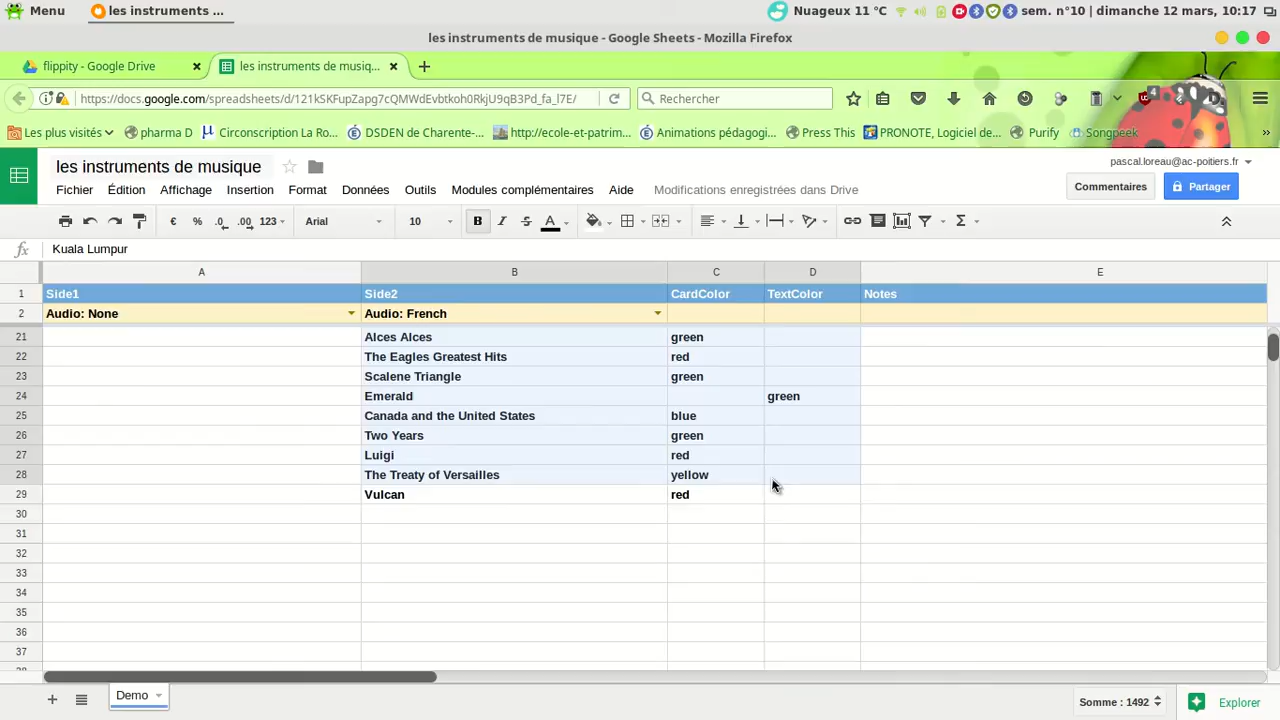 Menu les instruments ... Nuageux 11 °C sem. n°10 | dimanche 12 mars, 10:17
les instruments de musique - Google Sheets - Mozilla Firefox
flippity - Google Drive × les instruments de musiq... × +
https://docs.google.com/spreadsheets/d/121kSKFupZapg7cQMWdEvbtkoh0RkjU9qB3Pd_fa_l7E/ Rechercher 4
Les plus visités pharma D Circonscription La Ro... DSDEN de Charente-... http://ecole-et-patrim... Animations pédagogi... Press This PRONOTE, Logiciel de... Purify Songpeek »
les instruments de musique pascal.loreau@ac-poitiers.fr
Fichier Édition Affichage Insertion Format Données Outils Modules complémentaires Aide Modifications enregistrées dans Drive Commentaires Partager
€ % .0 .00 123 Arial 10 B I S A Σ
fx Kuala Lumpur
A B C D E
1 Side1 Side2 CardColor TextColor Notes
2 Audio: None Audio: French
21 Alces Alces green
22 The Eagles Greatest Hits red
23 Scalene Triangle green
24 Emerald green
25 Canada and the United States blue
26 Two Years green
27 Luigi red
28 The Treaty of Versailles yellow
29 Vulcan red
30
31
32
33
34
35
36
37
38
+ Demo Somme : 1492 Explorer